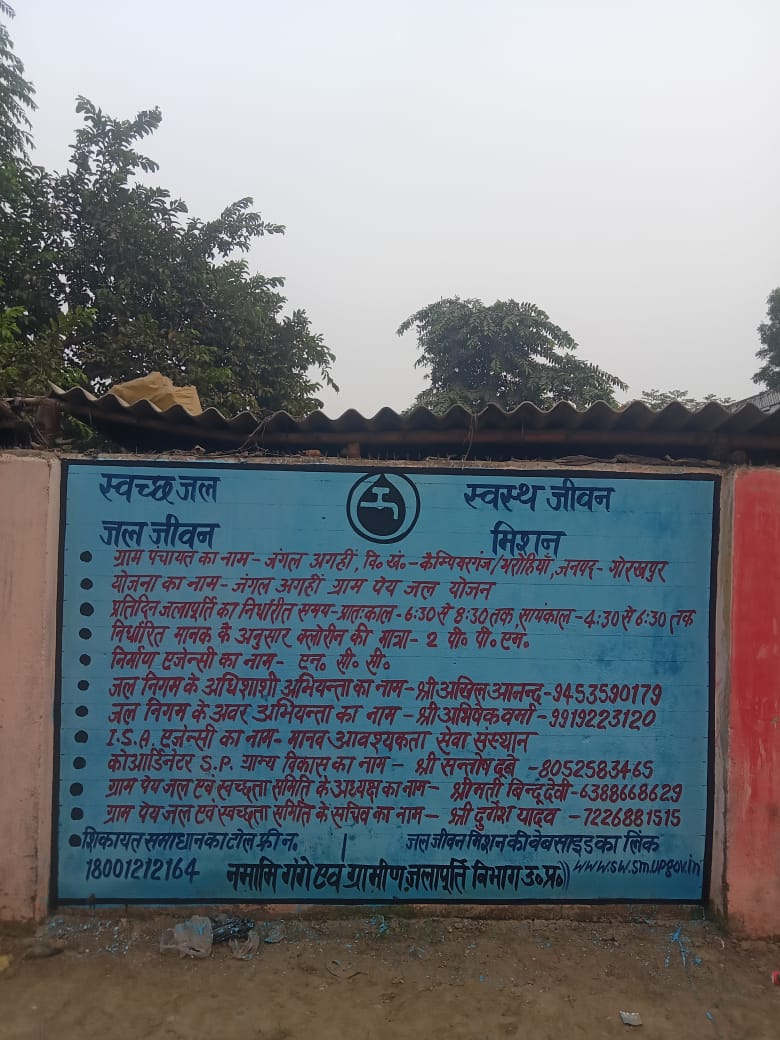 स्वच्छ जल स्वस्थ जीवन
जल जीवन मिशन
ग्राम पंचायत का नाम- जंगल अगहीं, वि. खं.- कैम्पियरगंज/भरोहियाँ, जनपद- गोरखपुर
योजना का नाम- जंगल अगहीं ग्राम पेय जल योजन
प्रतिदिन जलापूर्ति का निर्धारित समय- प्रातःकाल- 6:30 से 8:30 तक, सायंकाल- 4:30 से 6:30 तक
निर्धारित मानक के अनुसार क्लोरीन की मात्रा- 2 पी० पी० एम०
निर्माण एजेन्सी का नाम- एन० सी० सी०
जल निगम के अधिशाशी अभियन्ता का नाम- श्री अखिल आनन्द- 9453590179
जल निगम के अवर अभियन्ता का नाम - श्री अभिषेक वर्मा - 9919223120
I.S.A. एजेन्सी का नाम- मानव आवश्यकता सेवा संस्थान
कोआर्डिनेटर S.P. ग्राम्य विकास का नाम - श्री सन्तोष दूबे - 8052583465
ग्राम पेय जल एवं स्वच्छता समिति के अध्यक्ष का नाम- श्रीमती बिन्दू देवी- 6388668629
ग्राम पेय जल एवं स्वच्छता समिति के सचिव का नाम- श्री दुर्गेश यादव - 7226881515
शिकायत समाधान का टोल फ्री न. जल जीवन मिशन की वेबसाइड का लिंक
18001212164 www.sw.sm.up.gov.in
नमामि गंगे एवं ग्रामीण जलापूर्ति विभाग उ०प्र०